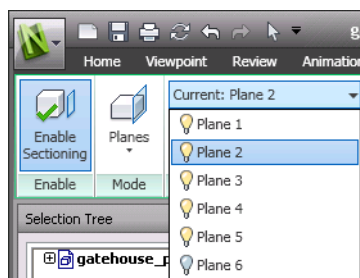 ga
Home Viewpoint Review Animation
Current: Plane 2
Enable Sectioning
Planes
Plane 1
Plane 2
Plane 3
Plane 4
Plane 5
Plane 6
Enable Mode
Selection Tree
gatehouse_p